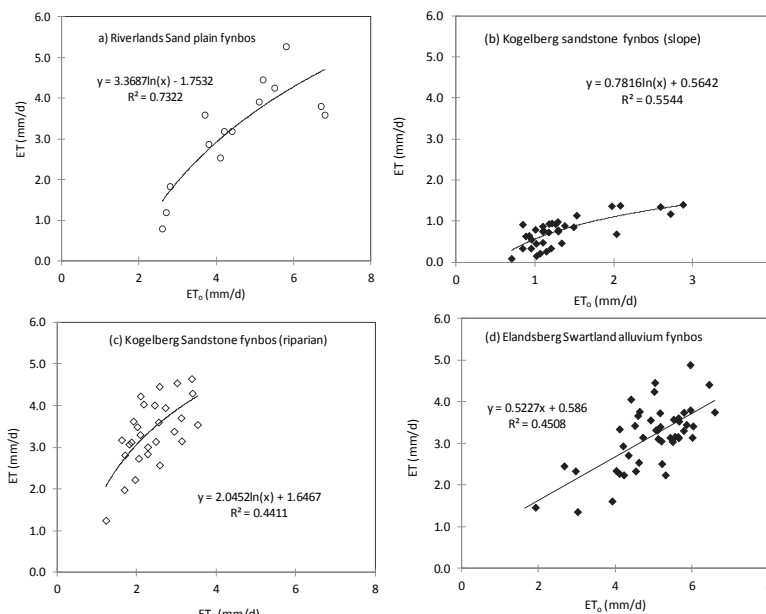 a) Riverlands Sand plain fynbos
y = 3.3687ln(x) - 1.7532
R² = 0.7322
ET (mm/d)
6.0
5.0
4.0
3.0
2.0
1.0
0.0
0 2 4 6 8
ETₒ (mm/d)
(b) Kogelberg sandstone fynbos (slope)
y = 0.7816ln(x) + 0.5642
R² = 0.5544
ET (mm/d)
6.0
5.0
4.0
3.0
2.0
1.0
0.0
0 1 2 3
ETₒ (mm/d)
(c) Kogelberg Sandstone fynbos (riparian)
y = 2.0452ln(x) + 1.6467
R² = 0.4411
ET (mm/d)
6.0
5.0
4.0
3.0
2.0
1.0
0.0
0 2 4 6 8
ETₒ (mm/d)
(d) Elandsberg Swartland alluvium fynbos
y = 0.5227x + 0.586
R² = 0.4508
ET (mm/d)
6.0
5.0
4.0
3.0
2.0
1.0
0.0
0 2 4 6
ETₒ (mm/d)